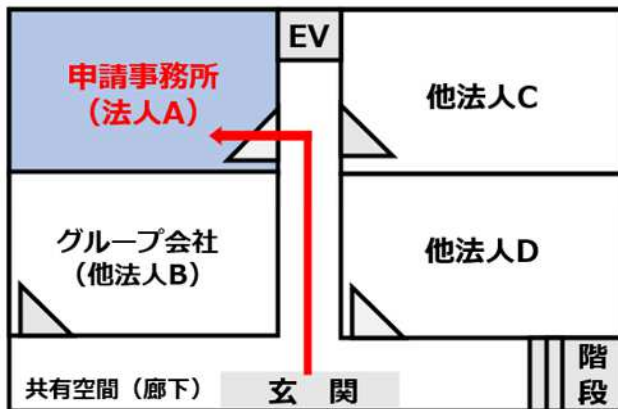 EV
申請事務所
（法人A）
他法人C
グループ会社
（他法人B）
他法人D
共有空間（廊下）
玄　関
階
段